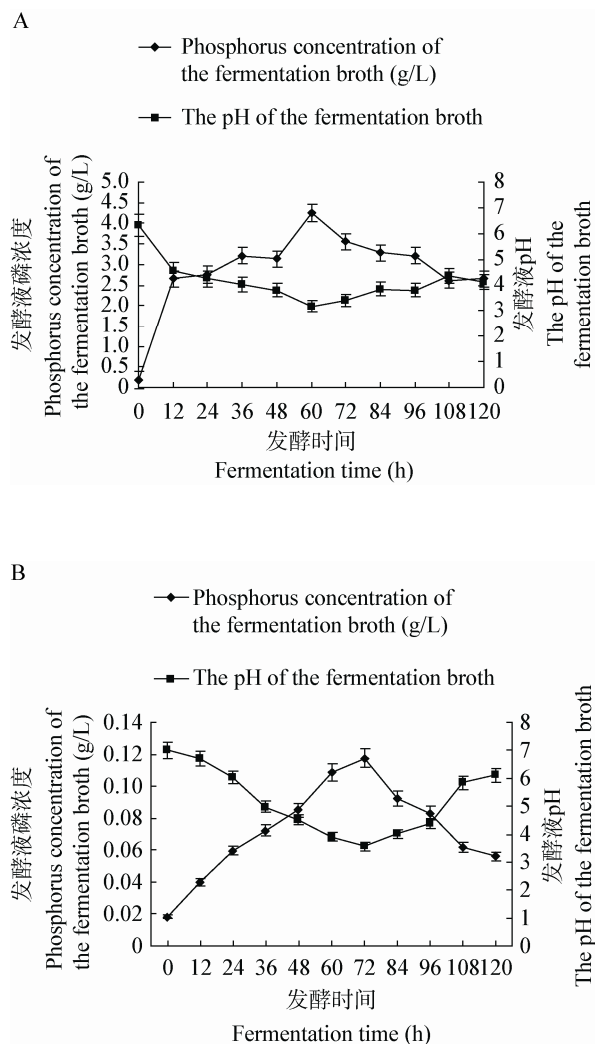 A
Phosphorus concentration of
the fermentation broth (g/L)
The pH of the fermentation broth
发酵液磷浓度
Phosphorus concentration of
the fermentation broth (g/L)
5.0
4.5
4.0
3.5
3.0
2.5
2.0
1.5
1.0
0.5
0
8
7
6
5
4
3
2
1
0
发酵液pH
The pH of the
fermentation broth
0 12 24 36 48 60 72 84 96 108 120
发酵时间
Fermentation time (h)
B
Phosphorus concentration of
the fermentation broth (g/L)
The pH of the fermentation broth
发酵液磷浓度
Phosphorus concentration of
the fermentation broth (g/L)
0.14
0.12
0.10
0.08
0.06
0.04
0.02
0
8
7
6
5
4
3
2
1
0
发酵液pH
The pH of the fermentation broth
0 12 24 36 48 60 72 84 96 108 120
发酵时间
Fermentation time (h)